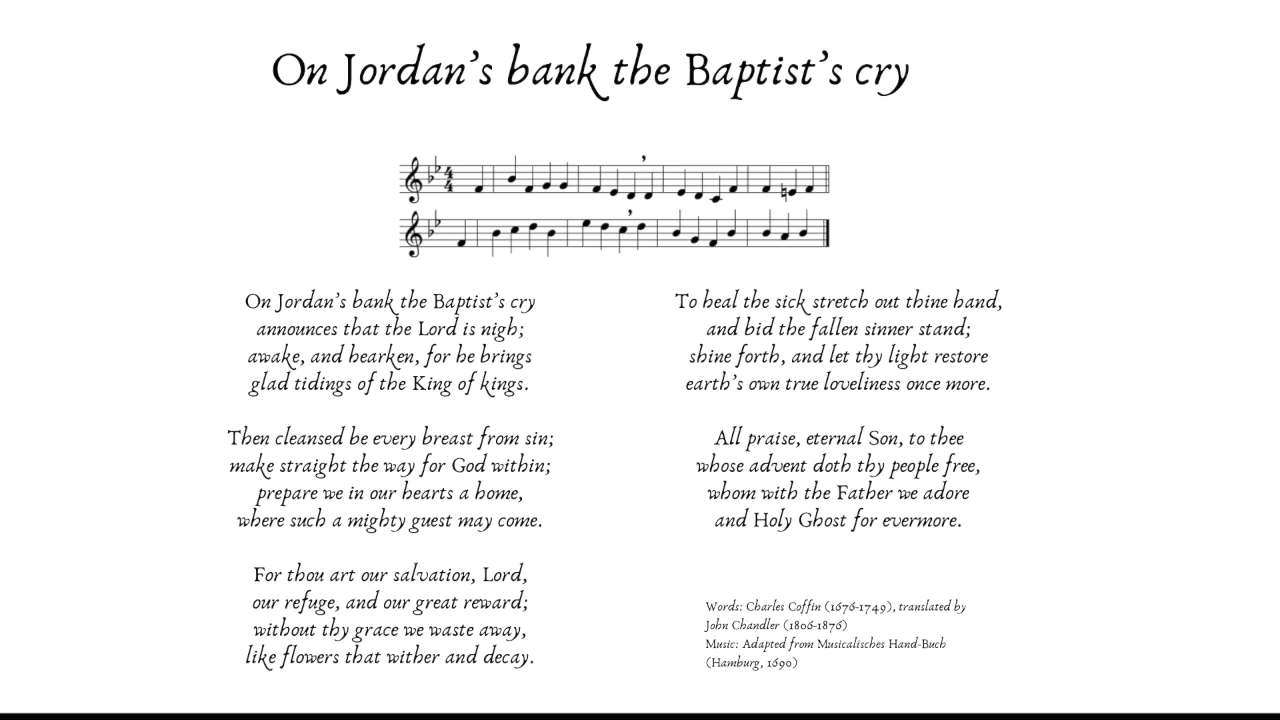 On Jordan's bank the Baptist's cry
On Jordan's bank the Baptist's cry
announces that the Lord is nigh;
awake, and hearken, for he brings
glad tidings of the King of kings.
Then cleansed be every breast from sin;
make straight the way for God within;
prepare we in our hearts a home,
where such a mighty guest may come.
For thou art our salvation, Lord,
our refuge, and our great reward;
without thy grace we waste away,
like flowers that wither and decay.
To heal the sick stretch out thine hand,
and bid the fallen sinner stand;
shine forth, and let thy light restore
earth's own true loveliness once more.
All praise, eternal Son, to thee
whose advent doth thy people free,
whom with the Father we adore
and Holy Ghost for evermore.
Words: Charles Coffin (1676-1749), translated by
John Chandler (1806-1876)
Music: Adapted from Musicalisches Hand-Buch
(Hamburg, 1690)